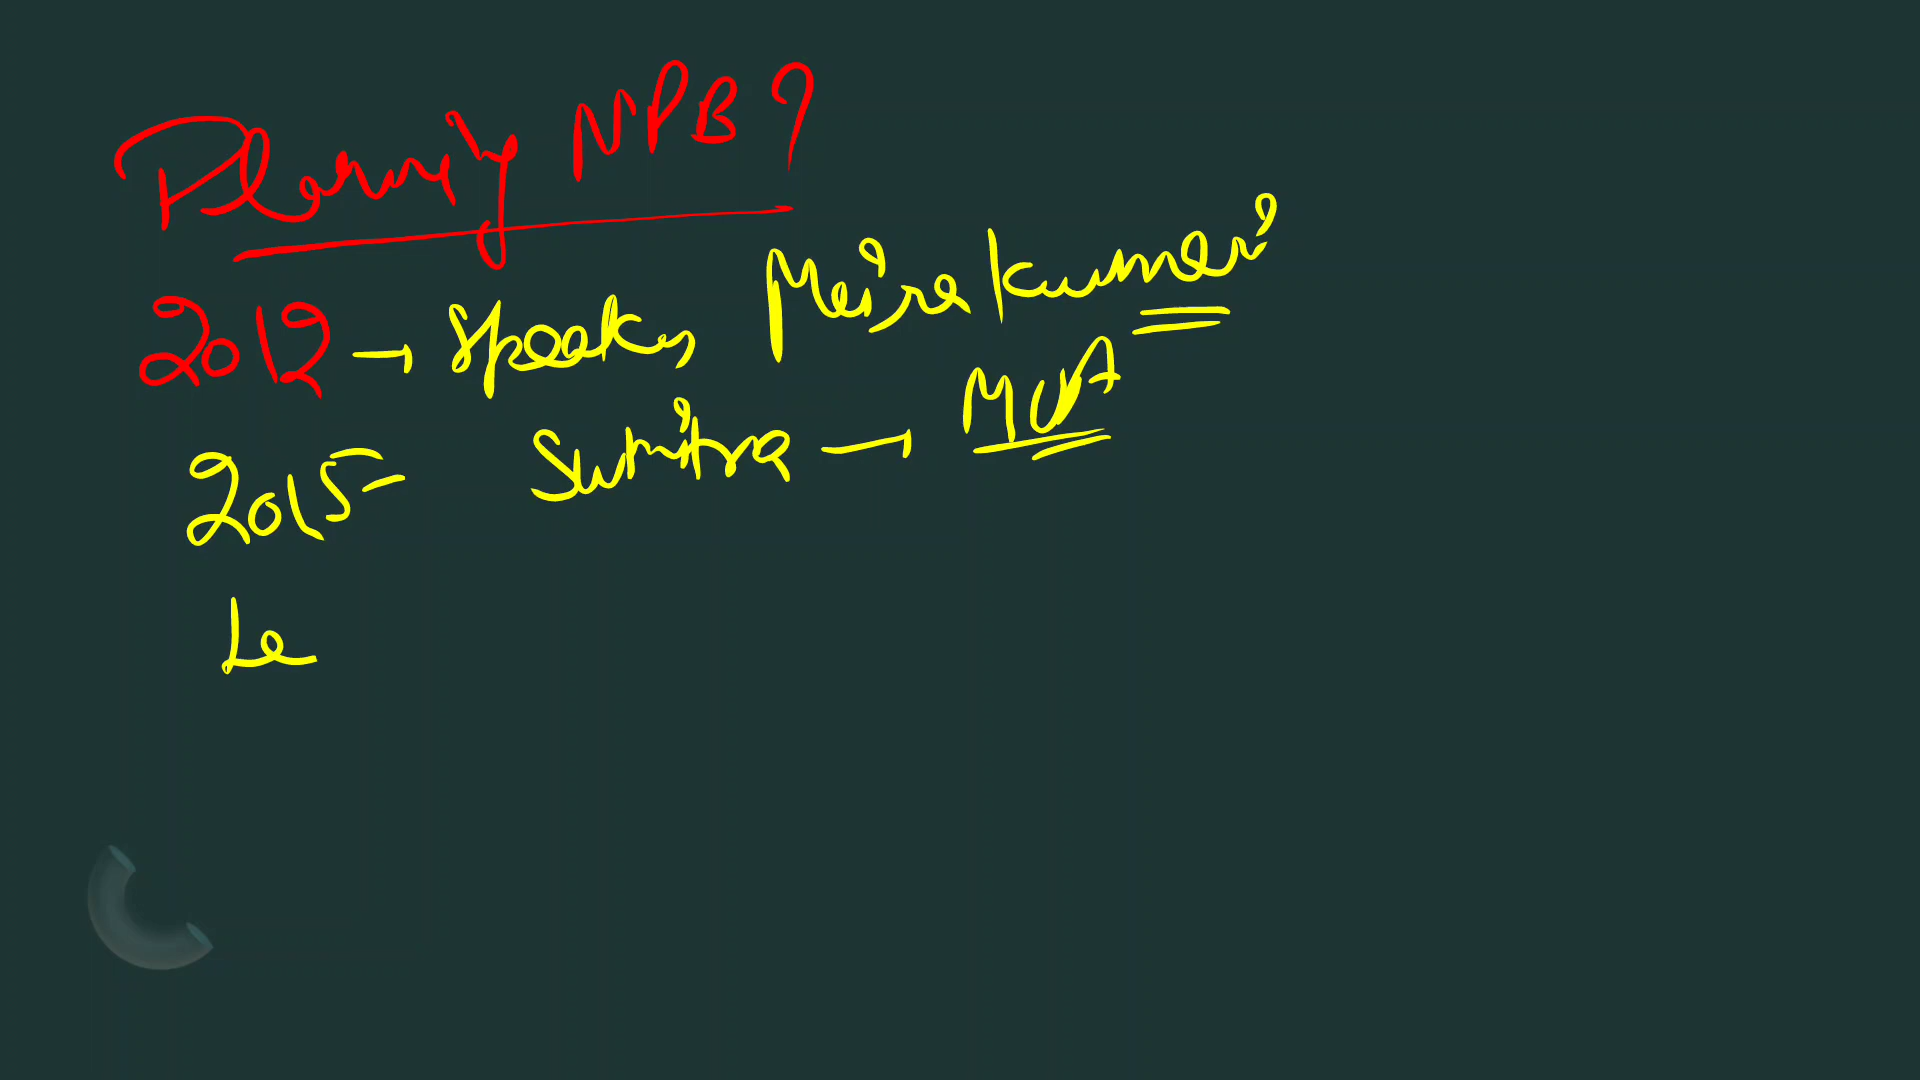 Planning NPB?
2012 → Speaker, Meira Kumar
2015 - Sumitra → MUA
Le